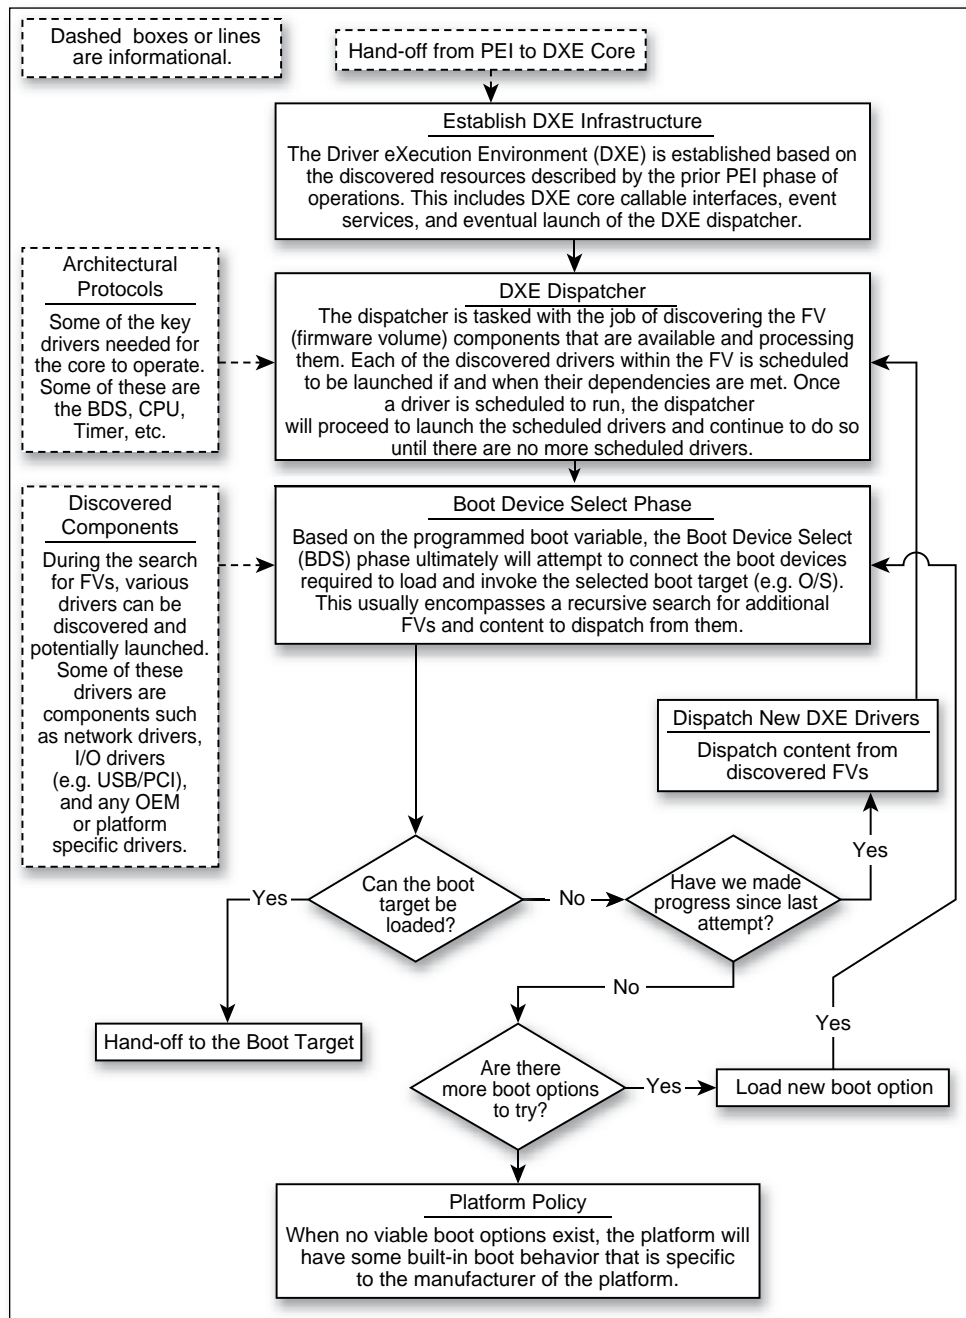 Dashed boxes or lines
are informational.
Hand-off from PEI to DXE Core
Establish DXE Infrastructure
The Driver eXecution Environment (DXE) is established based on
the discovered resources described by the prior PEI phase of
operations. This includes DXE core callable interfaces, event
services, and eventual launch of the DXE dispatcher.
Architectural
Protocols
Some of the key
drivers needed for
the core to operate.
Some of these are
the BDS, CPU,
Timer, etc.
DXE Dispatcher
The dispatcher is tasked with the job of discovering the FV
(firmware volume) components that are available and processing
them. Each of the discovered drivers within the FV is scheduled
to be launched if and when their dependencies are met. Once
a driver is scheduled to run, the dispatcher
will proceed to launch the scheduled drivers and continue to do so
until there are no more scheduled drivers.
Discovered
Components
During the search
for FVs, various
drivers can be
discovered and
potentially launched.
Some of these
drivers are
components such
as network drivers,
I/O drivers
(e.g. USB/PCI),
and any OEM
or platform
specific drivers.
Boot Device Select Phase
Based on the programmed boot variable, the Boot Device Select
(BDS) phase ultimately will attempt to connect the boot devices
required to load and invoke the selected boot target (e.g. O/S).
This usually encompasses a recursive search for additional
FVs and content to dispatch from them.
Dispatch New DXE Drivers
Dispatch content from
discovered FVs
Yes
Yes
Can the boot
target be
loaded?
No
Have we made
progress since last
attempt?
No
Hand-off to the Boot Target
Yes
Are there
more boot options
to try?
Yes
Load new boot option
Platform Policy
When no viable boot options exist, the platform will
have some built-in boot behavior that is specific
to the manufacturer of the platform.